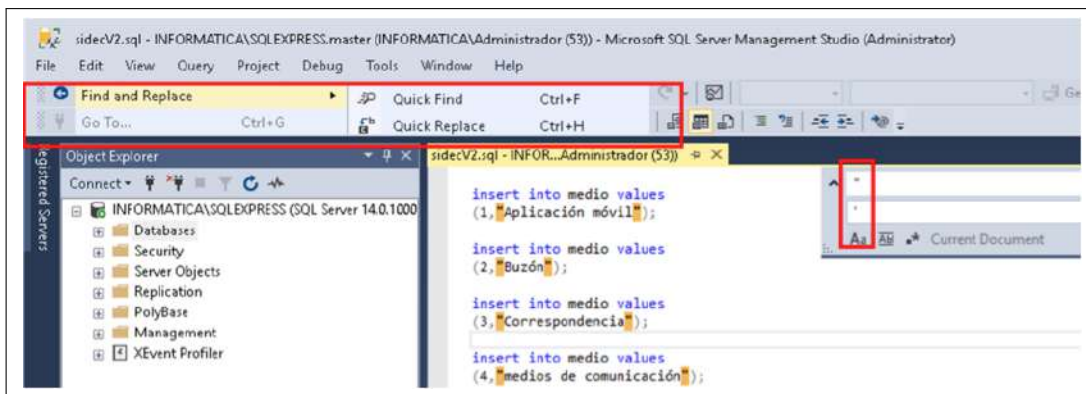 sidecV2.sql - INFORMATICA\SQLEXPRESS.master (INFORMATICA\Administrador (53)) - Microsoft SQL Server Management Studio (Administrator)
File Edit View Query Project Debug Tools Window Help
Find and Replace Quick Find Ctrl+F
Go To... Ctrl+G Quick Replace Ctrl+H
Registered Servers
Object Explorer
Connect
INFORMATICA\SQLEXPRESS (SQL Server 14.0.1000
Databases
Security
Server Objects
Replication
PolyBase
Management
XEvent Profiler
sidecV2.sql - INFOR...Administrador (53))
insert into medio values
(1,"Aplicación móvil");
insert into medio values
(2,"Buzón");
insert into medio values
(3,"Correspondencia");
insert into medio values
(4,"medios de comunicación");
"
'
Aa Ab Current Document